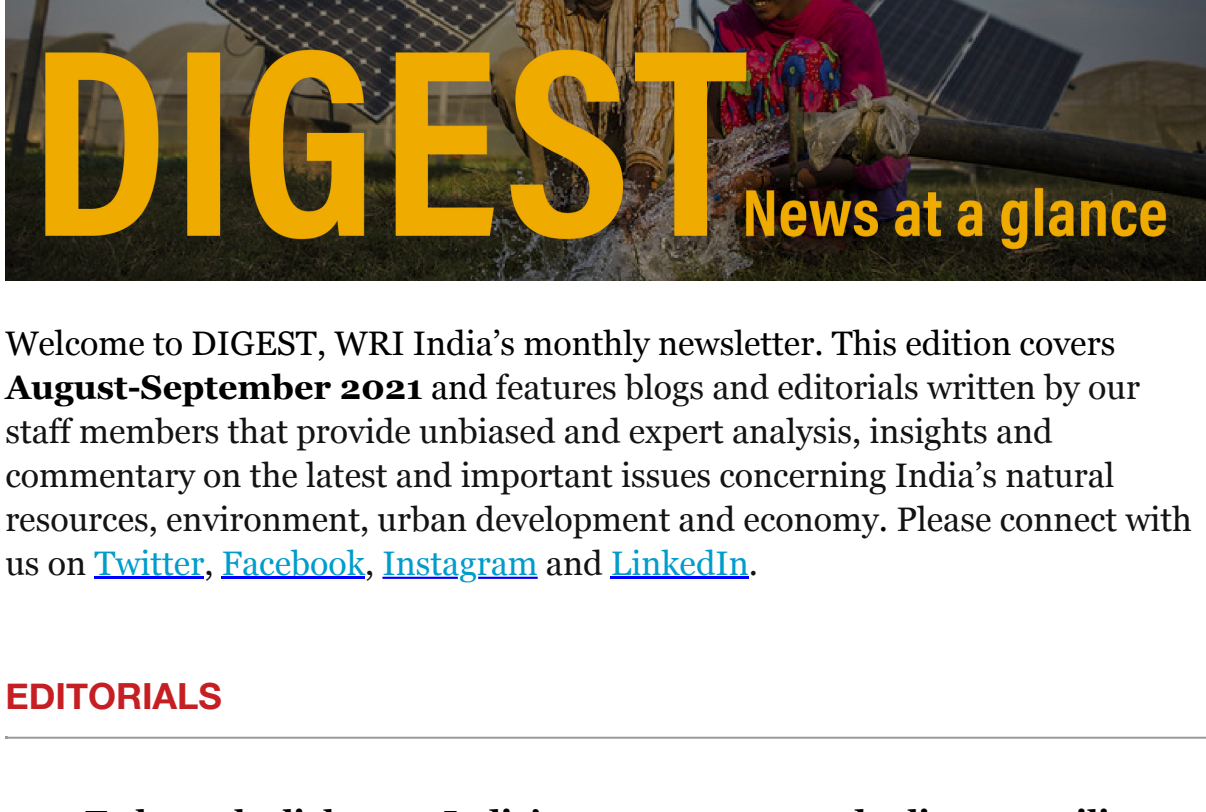 DIGEST News at a glance
Welcome to DIGEST, WRI India’s monthly newsletter. This edition covers
August-September 2021 and features blogs and editorials written by our
staff members that provide unbiased and expert analysis, insights and
commentary on the latest and important issues concerning India’s natural
resources, environment, urban development and economy. Please connect with
us on Twitter, Facebook, Instagram and LinkedIn.
EDITORIALS